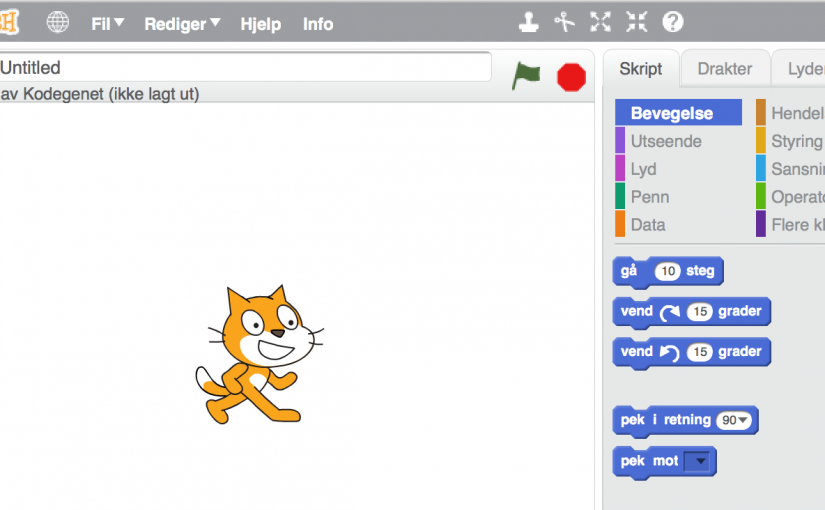 Fil Rediger Hjelp Info
Untitled
av Kodegenet (ikke lagt ut)
Skript Drakter Lyder
Bevegelse
Utseende
Lyd
Penn
Data
Hendel
Styring
Sansnin
Operato
Flere kl
gå 10 steg
vend 15 grader
vend 15 grader
pek i retning 90
pek mot